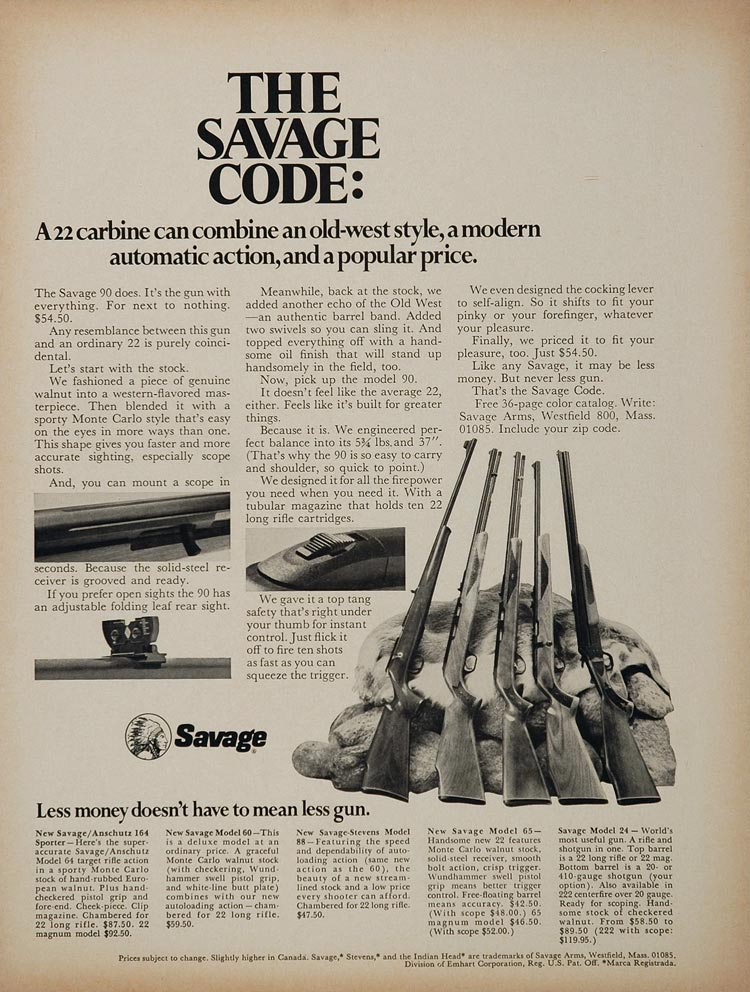 THE
SAVAGE
CODE:
A 22 carbine can combine an old-west style, a modern
automatic action, and a popular price.
The Savage 90 does. It's the gun with
everything. For next to nothing.
$54.50.
Any resemblance between this gun
and an ordinary 22 is purely coinci-
dental.
Let's start with the stock.
We fashioned a piece of genuine
walnut into a western-flavored mas-
terpiece. Then blended it with a
sporty Monte Carlo style that's easy
on the eyes in more ways than one.
This shape gives you faster and more
accurate sighting, especially scope
shots.
And, you can mount a scope in
seconds. Because the solid-steel re-
ceiver is grooved and ready.
If you prefer open sights the 90 has
an adjustable folding leaf rear sight.
Meanwhile, back at the stock, we
added another echo of the Old West
—an authentic barrel band. Added
two swivels so you can sling it. And
topped everything off with a hand-
some oil finish that will stand up
handsomely in the field, too.
Now, pick up the model 90.
It doesn't feel like the average 22,
either. Feels like it's built for greater
things.
Because it is. We engineered per-
fect balance into its 5¾ lbs. and 37".
(That's why the 90 is so easy to carry
and shoulder, so quick to point.)
We designed it for all the firepower
you need when you need it. With a
tubular magazine that holds ten 22
long rifle cartridges.
We gave it a top tang
safety that's right under
your thumb for instant
control. Just flick it
off to fire ten shots
as fast as you can
squeeze the trigger.
We even designed the cocking lever
to self-align. So it shifts to fit your
pinky or your forefinger, whatever
your pleasure.
Finally, we priced it to fit your
pleasure, too. Just $54.50.
Like any Savage, it may be less
money. But never less gun.
That's the Savage Code.
Free 36-page color catalog. Write:
Savage Arms, Westfield 800, Mass.
01085. Include your zip code.
Savage®
Less money doesn't have to mean less gun.
New Savage/Anschutz 164
Sporter—Here's the super-
accurate Savage/Anschutz
Model 64 target rifle action
in a sporty Monte Carlo
stock of hand-rubbed Euro-
pean walnut. Plus hand-
checkered pistol grip and
fore-end. Cheek-piece. Clip
magazine. Chambered for
22 long rifle. $87.50. 22
magnum model $92.50.
New Savage Model 60—This
is a deluxe model at an
ordinary price. A graceful
Monte Carlo walnut stock
(with checkering, Wund-
hammer swell pistol grip,
and white-line butt plate)
combines with our new
autoloading action—cham-
bered for 22 long rifle.
$59.50.
New Savage-Stevens Model
88—Featuring the speed
and dependability of auto-
loading action (same new
action as the 60), the
beauty of a new stream-
lined stock and a low price
every shooter can afford.
Chambered for 22 long rifle.
$47.50.
New Savage Model 65—
Handsome new 22 features
Monte Carlo walnut stock,
solid-steel receiver, smooth
bolt action, crisp trigger.
Wundhammer swell pistol
grip means better trigger
control. Free-floating barrel
means accuracy. $42.50.
(With scope $48.00.) 65
magnum model $46.50.
(With scope $52.00.)
Savage Model 24—World's
most useful gun. A rifle and
shotgun in one. Top barrel
is a 22 long rifle or 22 mag.
Bottom barrel is a 20- or
410-gauge shotgun (your
option). Also available in
222 centerfire over 20 gauge.
Ready for scoping. Hand-
some stock of checkered
walnut. From $58.50 to
$89.50 (222 with scope:
$119.95.)
Prices subject to change. Slightly higher in Canada. Savage,* Stevens,* and the Indian Head* are trademarks of Savage Arms, Westfield, Mass. 01085,
Division of Emhart Corporation, Reg. U.S. Pat. Off. *Marca Registrada.